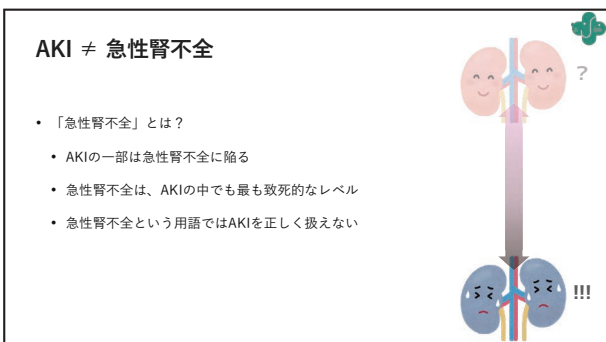 AKI ≠ 急性腎不全
?
• 「急性腎不全」とは？
• AKIの一部は急性腎不全に陥る
• 急性腎不全は、AKIの中でも最も致死的なレベル
• 急性腎不全という用語ではAKIを正しく扱えない
!!!